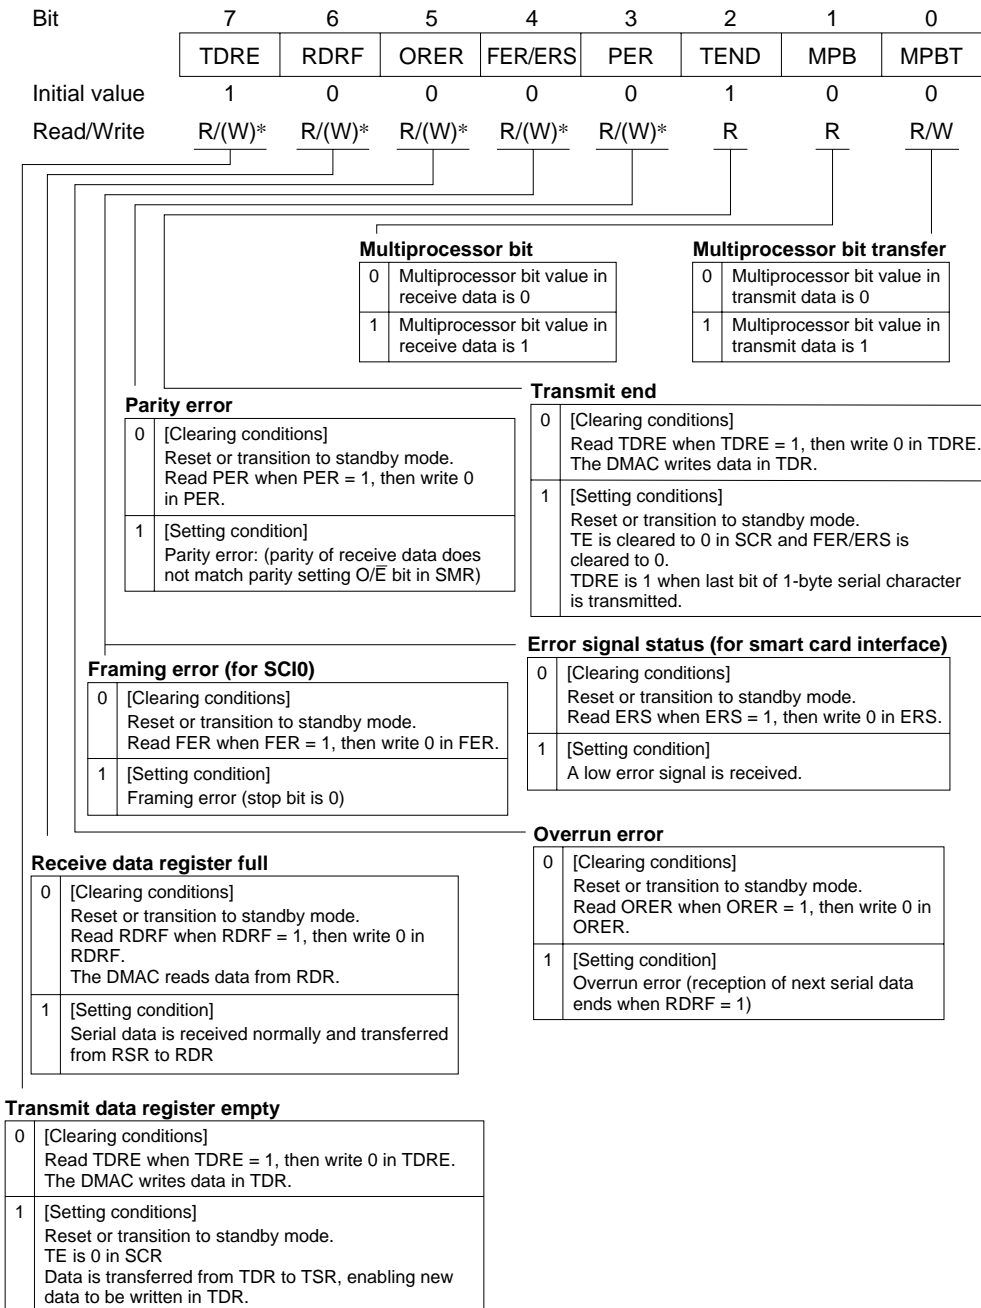 Bit 7 6 5 4 3 2 1 0
TDRE RDRF ORER FER/ERS PER TEND MPB MPBT
Initial value 1 0 0 0 0 1 0 0
Read/Write R/(W)* R/(W)* R/(W)* R/(W)* R/(W)* R R R/W
Multiprocessor bit
0 Multiprocessor bit value in
receive data is 0
1 Multiprocessor bit value in
receive data is 1
Multiprocessor bit transfer
0 Multiprocessor bit value in
transmit data is 0
1 Multiprocessor bit value in
transmit data is 1
Parity error
0 [Clearing conditions]
Reset or transition to standby mode.
Read PER when PER = 1, then write 0
in PER.
1 [Setting condition]
Parity error: (parity of receive data does
not match parity setting O/E̅ bit in SMR)
Transmit end
0 [Clearing conditions]
Read TDRE when TDRE = 1, then write 0 in TDRE.
The DMAC writes data in TDR.
1 [Setting conditions]
Reset or transition to standby mode.
TE is cleared to 0 in SCR and FER/ERS is
cleared to 0.
TDRE is 1 when last bit of 1-byte serial character
is transmitted.
Framing error (for SCI0)
0 [Clearing conditions]
Reset or transition to standby mode.
Read FER when FER = 1, then write 0 in FER.
1 [Setting condition]
Framing error (stop bit is 0)
Error signal status (for smart card interface)
0 [Clearing conditions]
Reset or transition to standby mode.
Read ERS when ERS = 1, then write 0 in ERS.
1 [Setting condition]
A low error signal is received.
Receive data register full
0 [Clearing conditions]
Reset or transition to standby mode.
Read RDRF when RDRF = 1, then write 0 in
RDRF.
The DMAC reads data from RDR.
1 [Setting condition]
Serial data is received normally and transferred
from RSR to RDR
Overrun error
0 [Clearing conditions]
Reset or transition to standby mode.
Read ORER when ORER = 1, then write 0 in
ORER.
1 [Setting condition]
Overrun error (reception of next serial data
ends when RDRF = 1)
Transmit data register empty
0 [Clearing conditions]
Read TDRE when TDRE = 1, then write 0 in TDRE.
The DMAC writes data in TDR.
1 [Setting conditions]
Reset or transition to standby mode.
TE is 0 in SCR
Data is transferred from TDR to TSR, enabling new
data to be written in TDR.